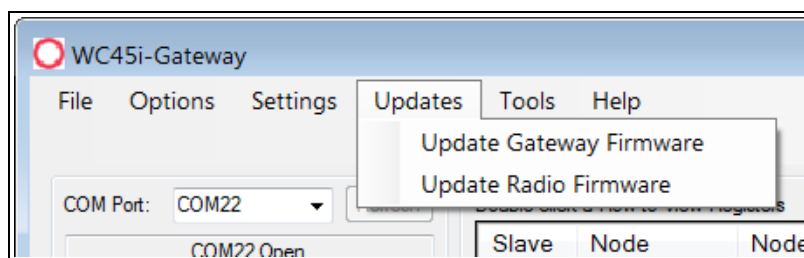 WC45i-Gateway
File Options Settings Updates Tools Help
Update Gateway Firmware
Update Radio Firmware
COM Port: COM22
COM22 Open
Slave Node Node